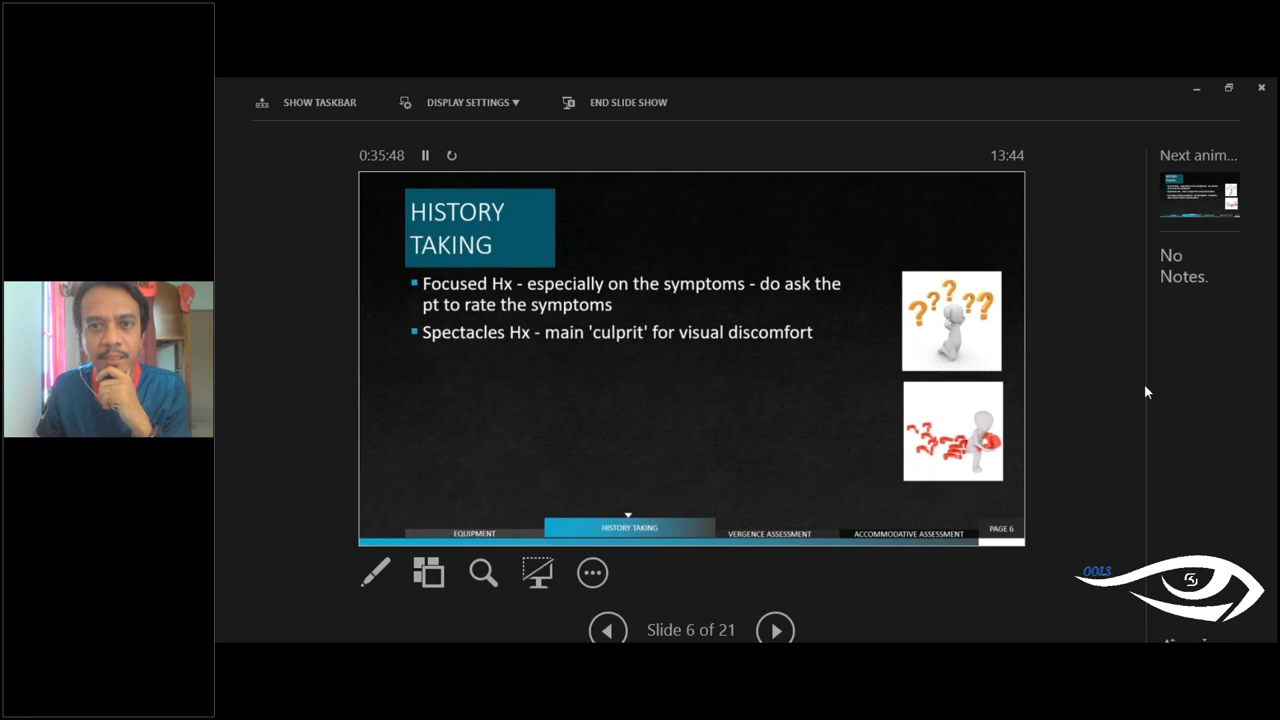 SHOW TASKBAR
DISPLAY SETTINGS ▼
END SLIDE SHOW
0:35:48
13:44
Next anim...
HISTORY
TAKING
▪ Focused Hx - especially on the symptoms - do ask the
pt to rate the symptoms
▪ Spectacles Hx - main 'culprit' for visual discomfort
No
Notes.
EQUIPMENT
HISTORY TAKING
VERGENCE ASSESSMENT
ACCOMMODATIVE ASSESSMENT
PAGE 6
OOLS
Slide 6 of 21